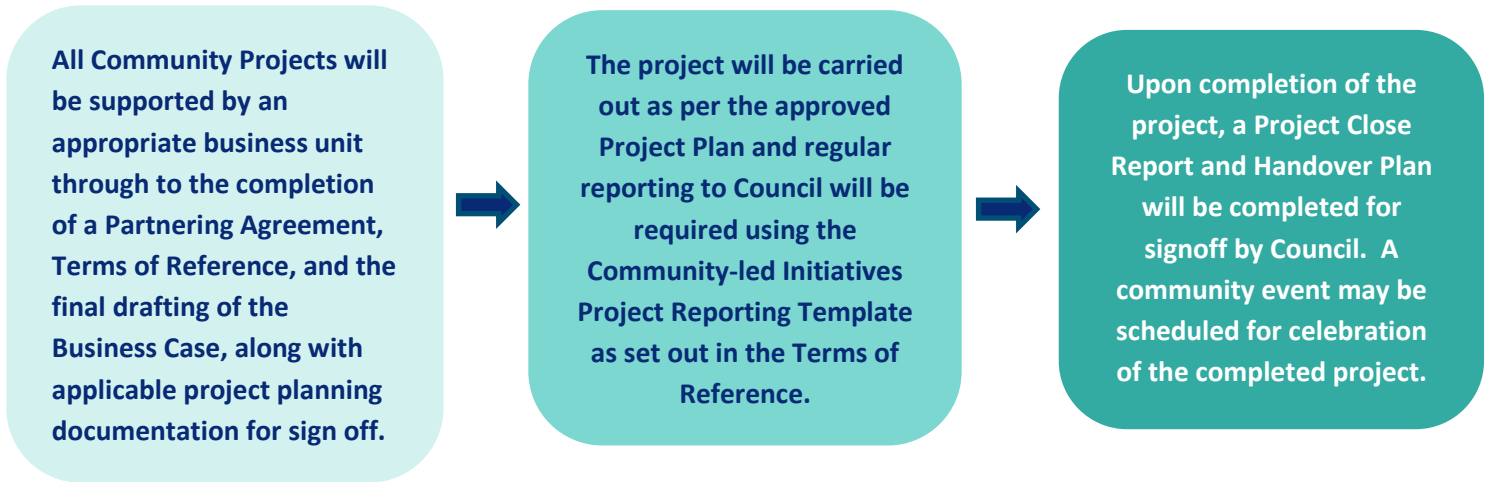 All Community Projects will
be supported by an
appropriate business unit
through to the completion
of a Partnering Agreement,
Terms of Reference, and the
final drafting of the
Business Case, along with
applicable project planning
documentation for sign off.
The project will be carried
out as per the approved
Project Plan and regular
reporting to Council will be
required using the
Community-led Initiatives
Project Reporting Template
as set out in the Terms of
Reference.
Upon completion of the
project, a Project Close
Report and Handover Plan
will be completed for
signoff by Council.  A
community event may be
scheduled for celebration
of the completed project.